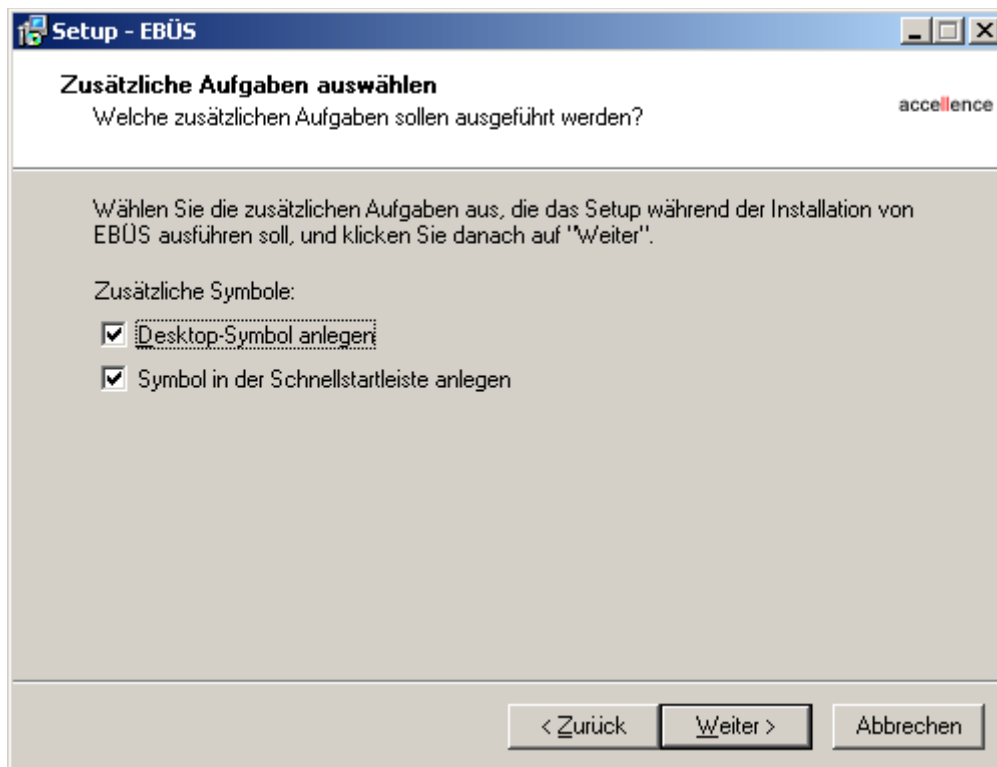 Setup - EBÜS
Zusätzliche Aufgaben auswählen
Welche zusätzlichen Aufgaben sollen ausgeführt werden?
accellence
Wählen Sie die zusätzlichen Aufgaben aus, die das Setup während der Installation von
EBÜS ausführen soll, und klicken Sie danach auf "Weiter".
Zusätzliche Symbole:
Desktop-Symbol anlegen
Symbol in der Schnellstartleiste anlegen
< Zurück
Weiter >
Abbrechen